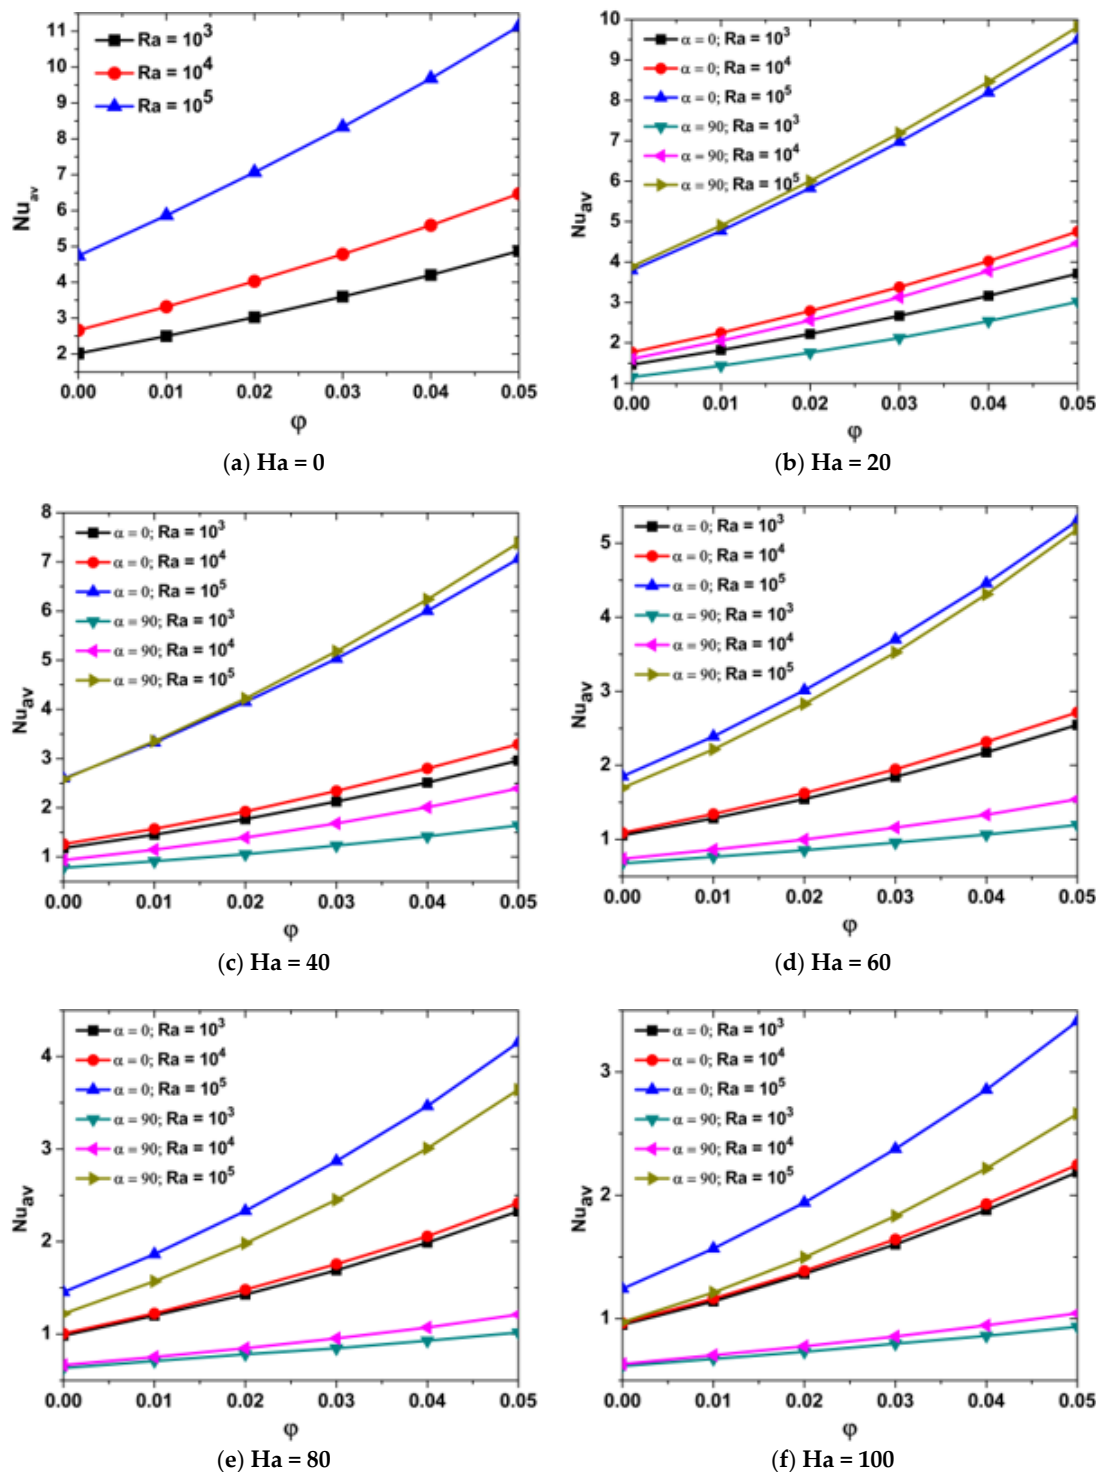 Ra = 10³
Ra = 10⁴
Ra = 10⁵
Nu_av
11
10
9
8
7
6
5
4
3
2
0.00 0.01 0.02 0.03 0.04 0.05
φ
(a) Ha = 0
α = 0; Ra = 10³
α = 0; Ra = 10⁴
α = 0; Ra = 10⁵
α = 90; Ra = 10³
α = 90; Ra = 10⁴
α = 90; Ra = 10⁵
Nu_av
10
9
8
7
6
5
4
3
2
1
0.00 0.01 0.02 0.03 0.04 0.05
φ
(b) Ha = 20
α = 0; Ra = 10³
α = 0; Ra = 10⁴
α = 0; Ra = 10⁵
α = 90; Ra = 10³
α = 90; Ra = 10⁴
α = 90; Ra = 10⁵
Nu_av
8
7
6
5
4
3
2
1
0.00 0.01 0.02 0.03 0.04 0.05
φ
(c) Ha = 40
α = 0; Ra = 10³
α = 0; Ra = 10⁴
α = 0; Ra = 10⁵
α = 90; Ra = 10³
α = 90; Ra = 10⁴
α = 90; Ra = 10⁵
Nu_av
5
4
3
2
1
0.00 0.01 0.02 0.03 0.04 0.05
φ
(d) Ha = 60
α = 0; Ra = 10³
α = 0; Ra = 10⁴
α = 0; Ra = 10⁵
α = 90; Ra = 10³
α = 90; Ra = 10⁴
α = 90; Ra = 10⁵
Nu_av
4
3
2
1
0.00 0.01 0.02 0.03 0.04 0.05
φ
(e) Ha = 80
α = 0; Ra = 10³
α = 0; Ra = 10⁴
α = 0; Ra = 10⁵
α = 90; Ra = 10³
α = 90; Ra = 10⁴
α = 90; Ra = 10⁵
Nu_av
3
2
1
0.00 0.01 0.02 0.03 0.04 0.05
φ
(f) Ha = 100